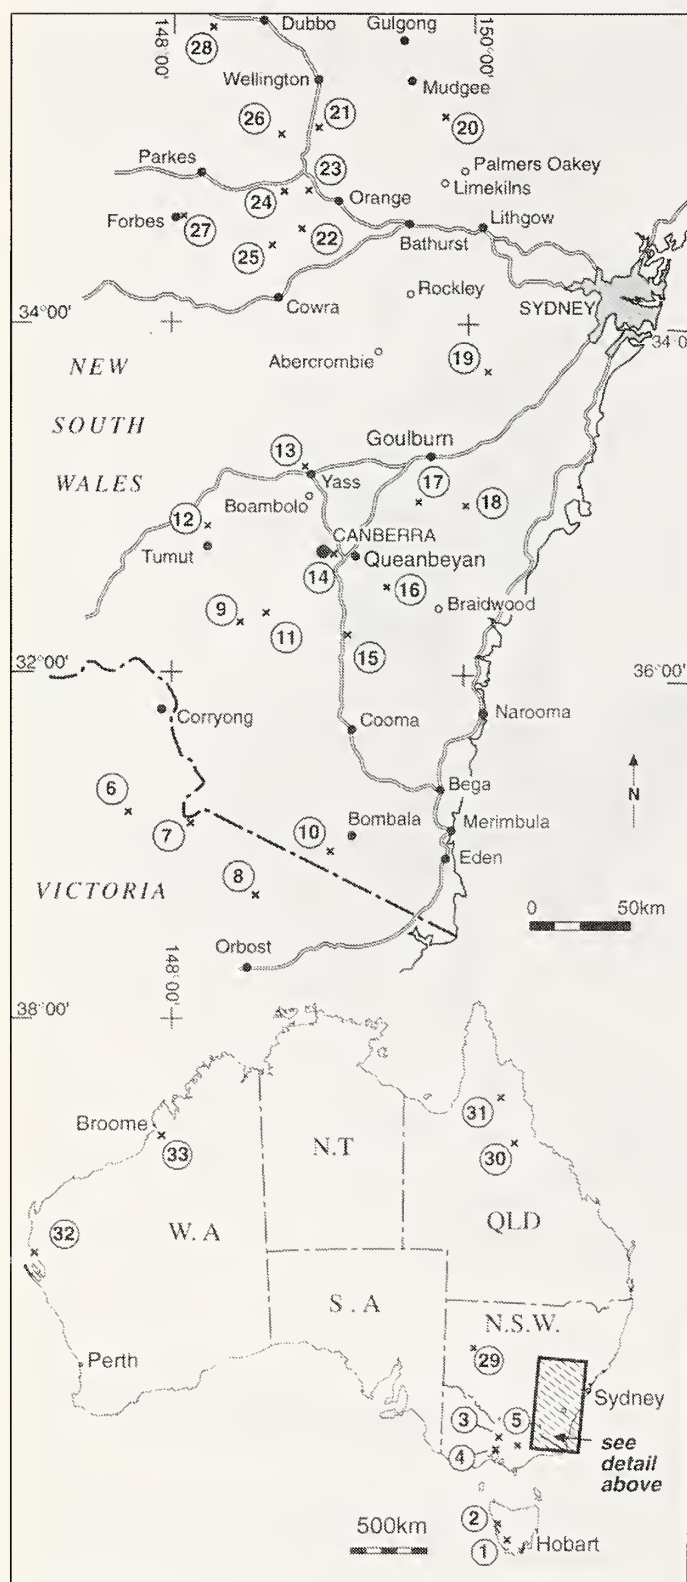 148°00'
150°00'
Dubbo
Gulgong
28
Wellington
Mudgee
26
21
20
Parkes
23
Palmers Oakey
Limekilns
24
Orange
Forbes
27
22
Lithgow
25
Bathurst
Cowra
Rockley
SYDNEY
34°00'
34°0
NEW
SOUTH
WALES
Abercrombie
19
Goulburn
13
Yass
17
Boambolo
18
12
CANBERRA
Tumut
14
Queanbeyan
16
9
11
Braidwood
15
32°00'
36°00'
Corryong
Cooma
Narooma
6
Bega
N
7
10
Bombala
Merimbula
8
Eden
VICTORIA
0
50km
Orbost
148°00'
38°00'
31
Broome
33
N.T
30
32
W.A
QLD
S.A
N.S.W.
29
Perth
Sydney
3
5
4
see
detail
above
2
500km
1
Hobart